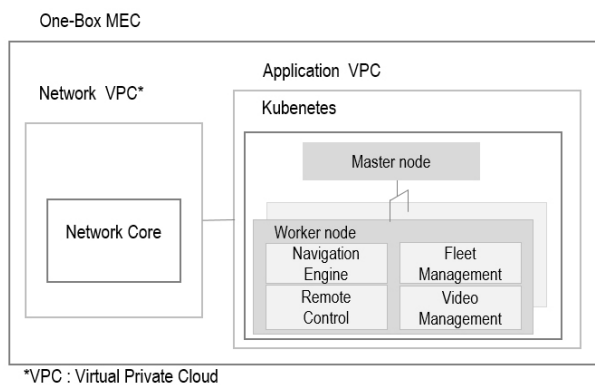 One-Box MEC
Application VPC
Network VPC*
Kubenetes
Master node
Network Core
Worker node
Navigation
Engine
Fleet
Management
Remote
Control
Video
Management
*VPC : Virtual Private Cloud